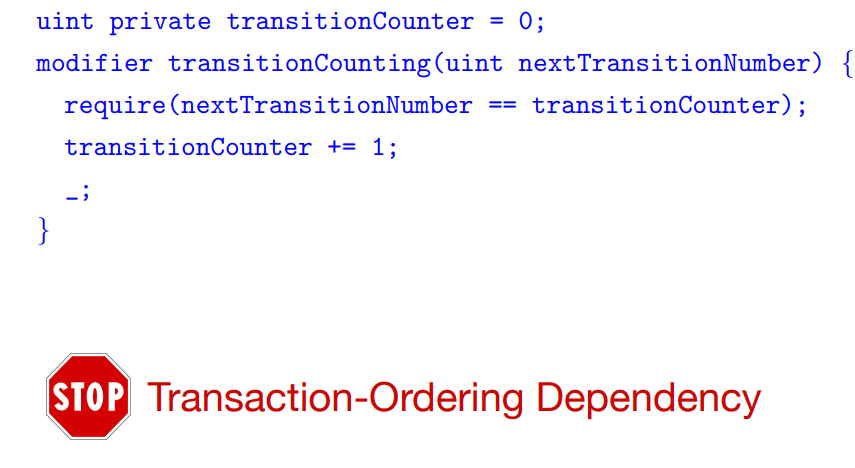 uint private transitionCounter = 0;
modifier transitionCounting(uint nextTransitionNumber) {
require(nextTransitionNumber == transitionCounter);
transitionCounter += 1;
_;
}
STOP Transaction-Ordering Dependency